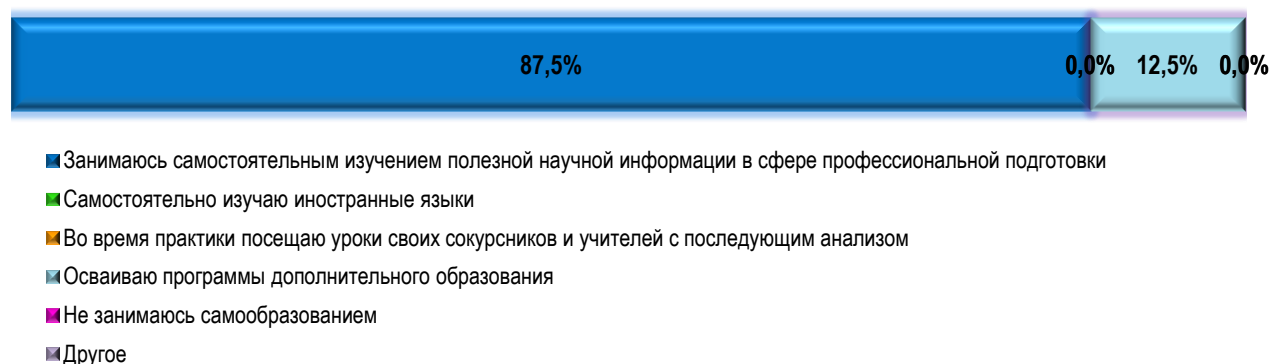 87,5% 0,0% 12,5% 0,0%
Занимаюсь самостоятельным изучением полезной научной информации в сфере профессиональной подготовки
Самостоятельно изучаю иностранные языки
Во время практики посещаю уроки своих сокурсников и учителей с последующим анализом
Осваиваю программы дополнительного образования
Не занимаюсь самообразованием
Другое